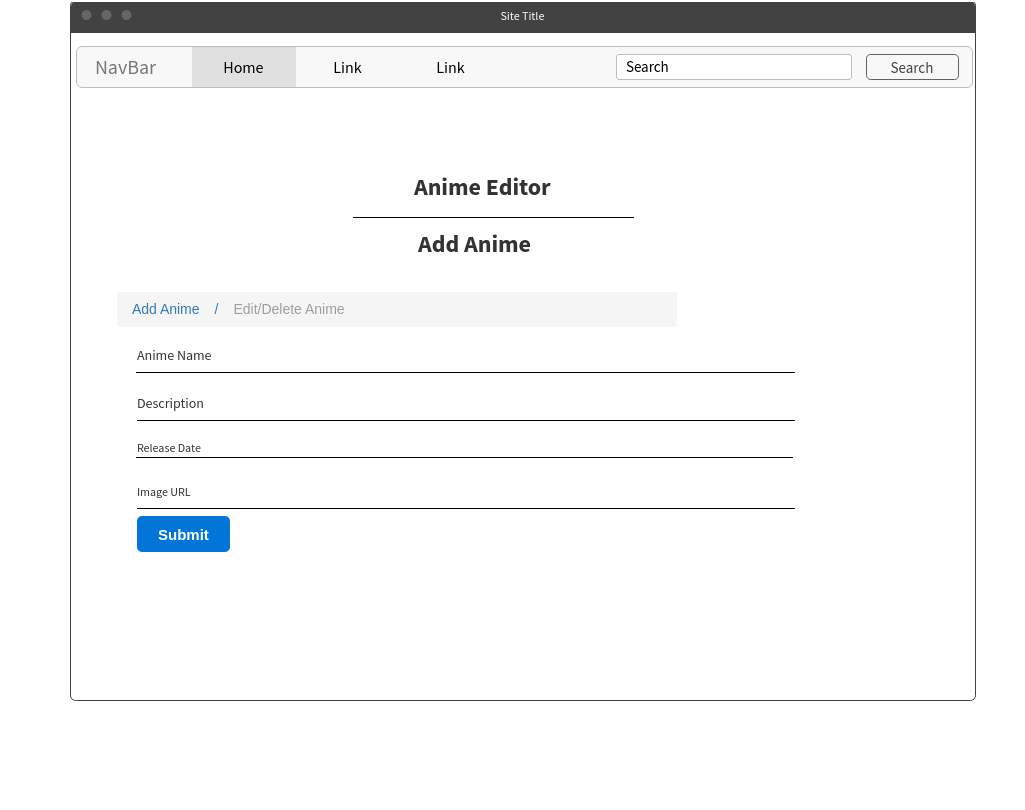 Site Title
NavBar Home Link Link Search Search
Anime Editor
Add Anime
Add Anime / Edit/Delete Anime
Anime Name
Description
Release Date
Image URL
Submit